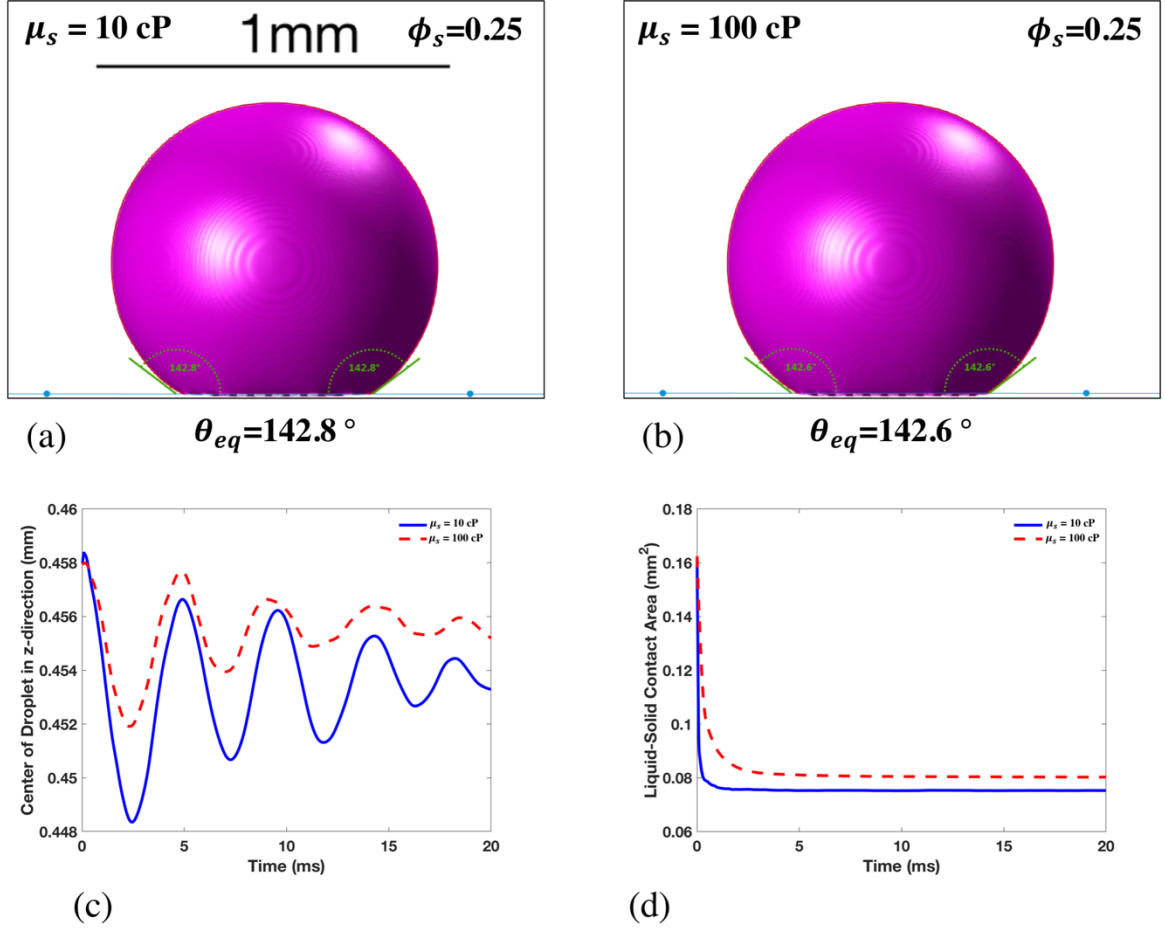 μₛ = 10 cP 1mm ϕₛ=0.25
142.8° 142.8°
(a) θₑq=142.8 °
μₛ = 100 cP ϕₛ=0.25
142.6° 142.6°
(b) θₑq=142.6 °
0.46
0.458
0.456
0.454
0.452
0.45
0.448
Center of Droplet in z-direction (mm)
μₛ = 10 cP
μₛ = 100 cP
0 5 10 15 20
Time (ms)
(c)
0.18
0.16
0.14
0.12
0.1
0.08
0.06
Liquid-Solid Contact Area (mm²)
μₛ = 10 cP
μₛ = 100 cP
0 5 10 15 20
Time (ms)
(d)